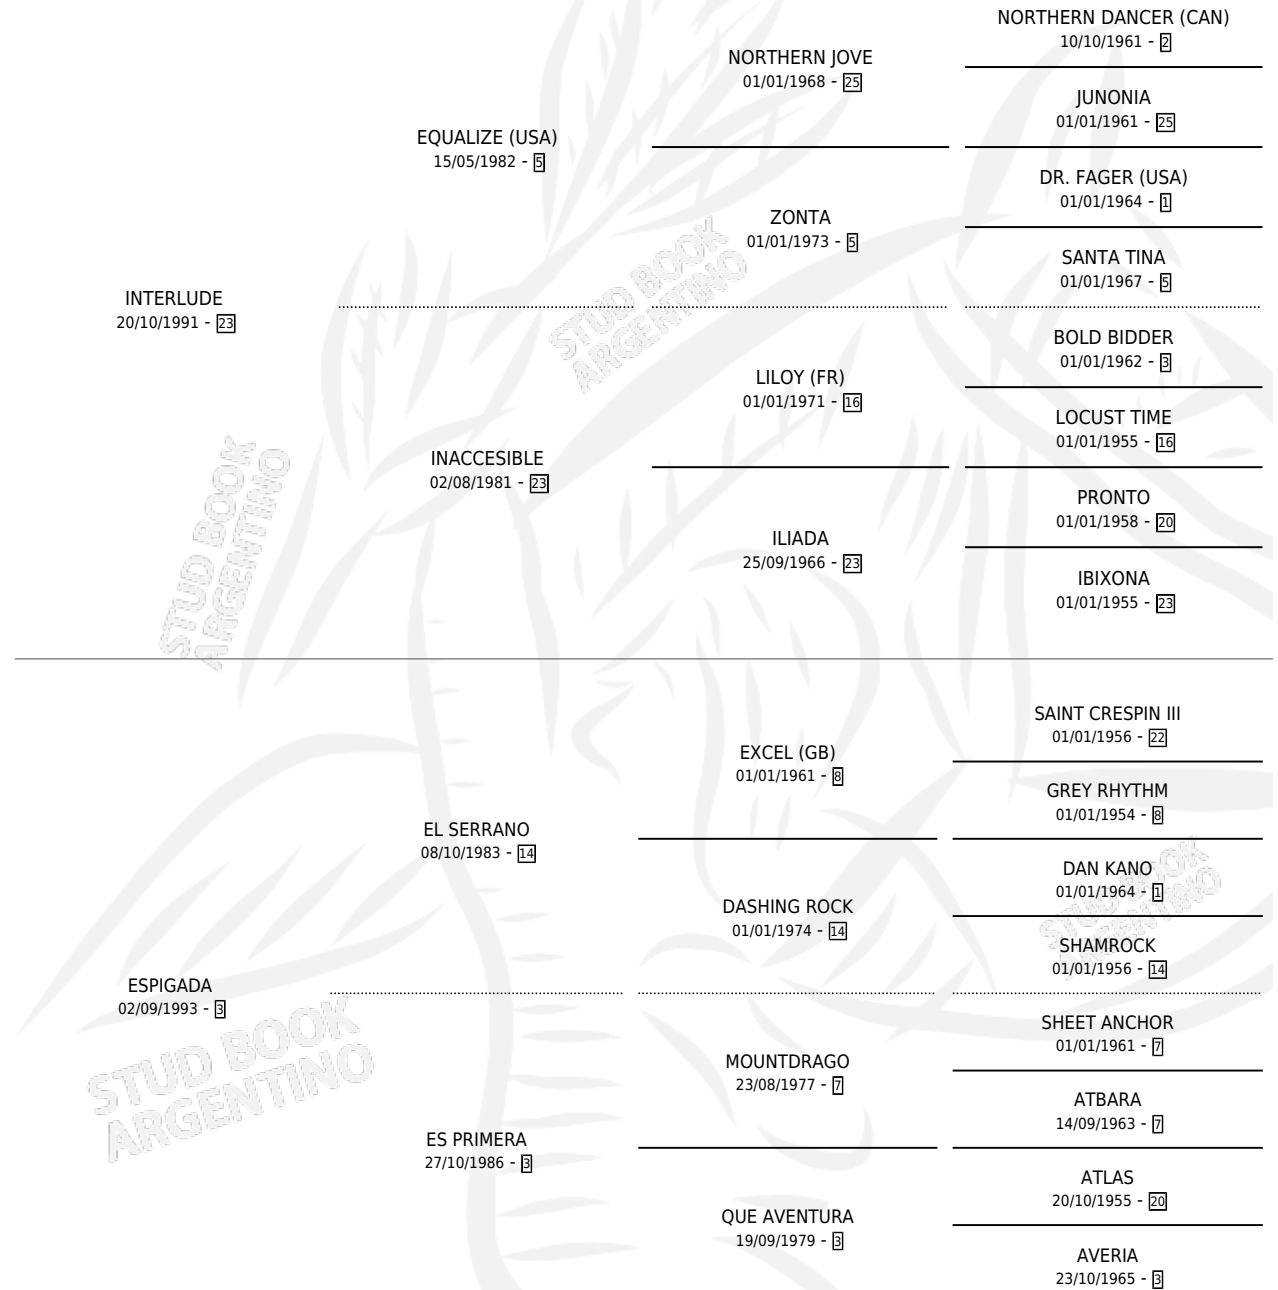 NORTHERN DANCER (CAN)
10/10/1961 - 2
NORTHERN JOVE
01/01/1968 - 25
JUNONIA
01/01/1961 - 25
EQUALIZE (USA)
15/05/1982 - 5
DR. FAGER (USA)
01/01/1964 - 1
ZONTA
01/01/1973 - 5
SANTA TINA
01/01/1967 - 5
INTERLUDE
20/10/1991 - 23
STUD BOOK
ARGENTINO
BOLD BIDDER
01/01/1962 - 3
LILOY (FR)
01/01/1971 - 16
LOCUST TIME
01/01/1955 - 16
INACCESIBLE
02/08/1981 - 23
PRONTO
01/01/1958 - 20
ILIADA
25/09/1966 - 23
IBIXONA
01/01/1955 - 23
STUD BOOK
ARGENTINO
SAINT CRESPIN III
01/01/1956 - 22
EXCEL (GB)
01/01/1961 - 8
GREY RHYTHM
01/01/1954 - 8
EL SERRANO
08/10/1983 - 14
DAN KANO
01/01/1964 - 1
DASHING ROCK
01/01/1974 - 14
SHAMROCK
01/01/1956 - 14
STUD BOOK
ARGENTINO
ESPIGADA
02/09/1993 - 3
STUD BOOK
ARGENTINO
SHEET ANCHOR
01/01/1961 - 7
MOUNTDRAGO
23/08/1977 - 7
ATBARA
14/09/1963 - 7
ES PRIMERA
27/10/1986 - 3
ATLAS
20/10/1955 - 20
QUE AVENTURA
19/09/1979 - 3
AVERIA
23/10/1965 - 3